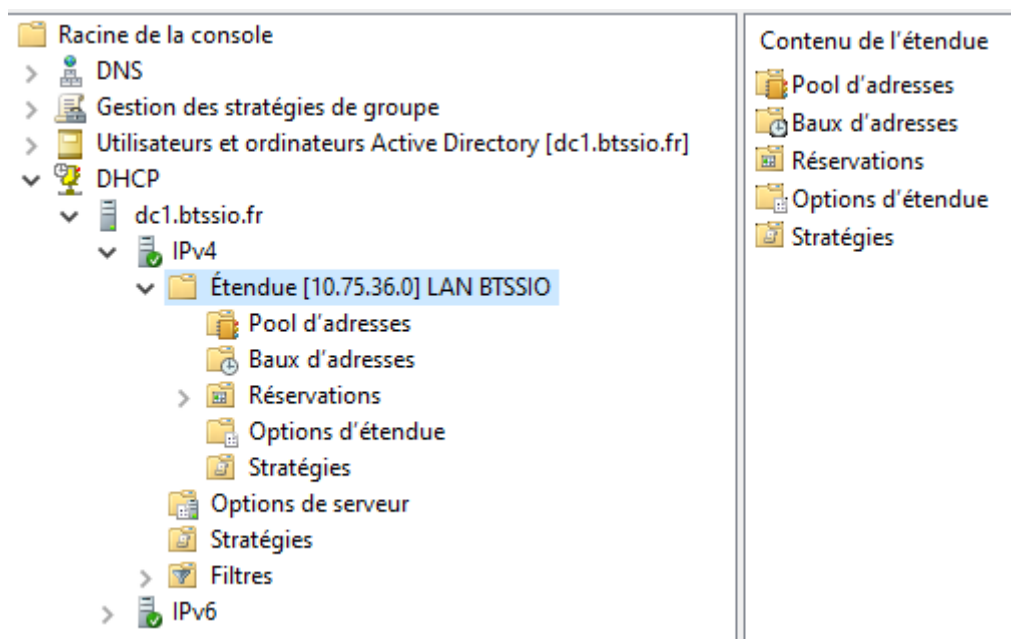 Racine de la console
DNS
Gestion des stratégies de groupe
Utilisateurs et ordinateurs Active Directory [dc1.btssio.fr]
DHCP
dc1.btssio.fr
IPv4
Étendue [10.75.36.0] LAN BTSSIO
Pool d'adresses
Baux d'adresses
Réservations
Options d'étendue
Stratégies
Options de serveur
Stratégies
Filtres
IPv6
Contenu de l'étendue
Pool d'adresses
Baux d'adresses
Réservations
Options d'étendue
Stratégies